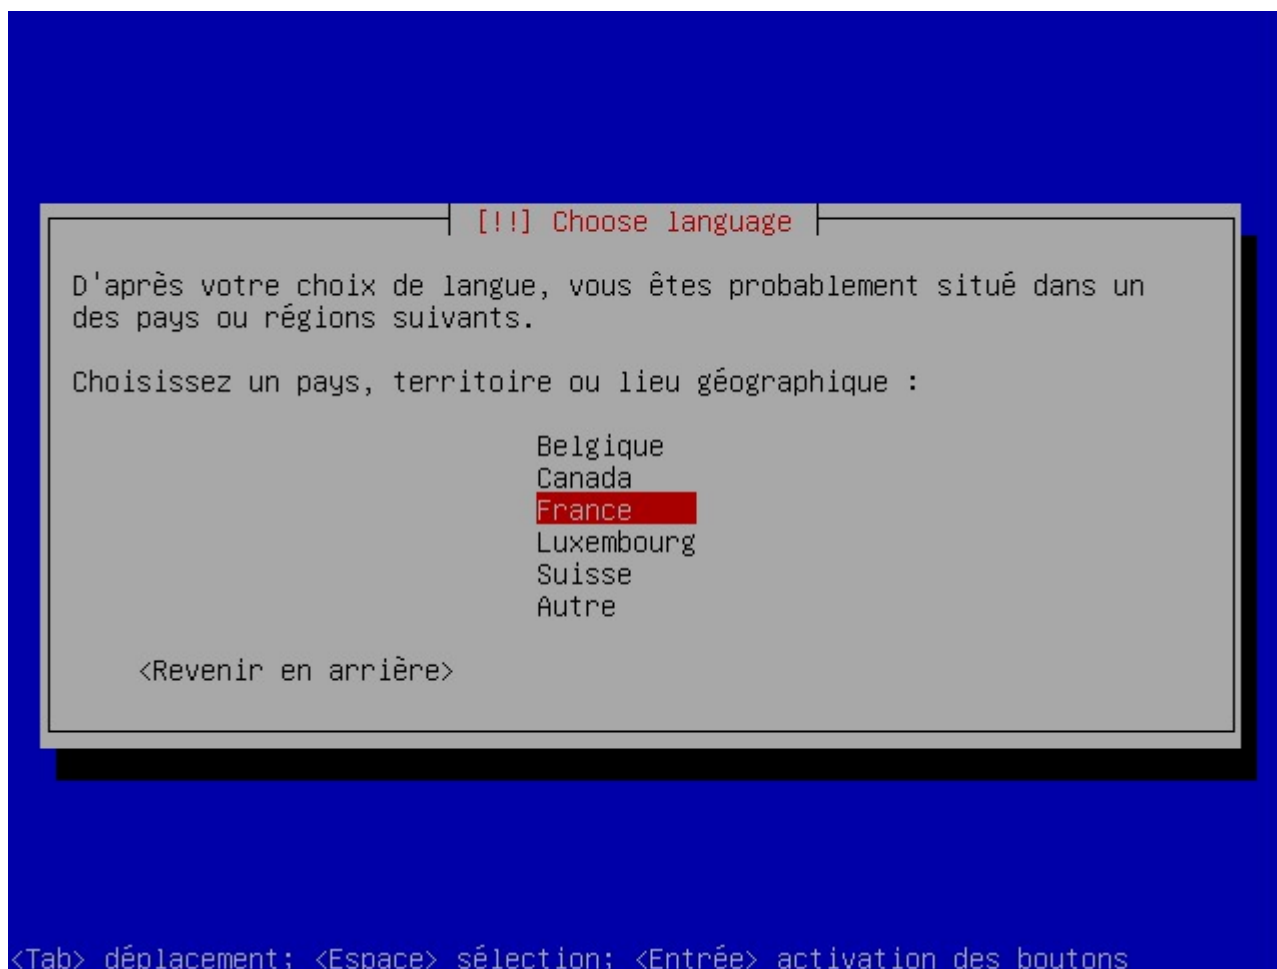 [!!] Choose language
D'après votre choix de langue, vous êtes probablement situé dans un
des pays ou régions suivants.
Choisissez un pays, territoire ou lieu géographique :
Belgique
Canada
France
Luxembourg
Suisse
Autre
<Revenir en arrière>
<Tab> déplacement; <Espace> sélection; <Entrée> activation des boutons